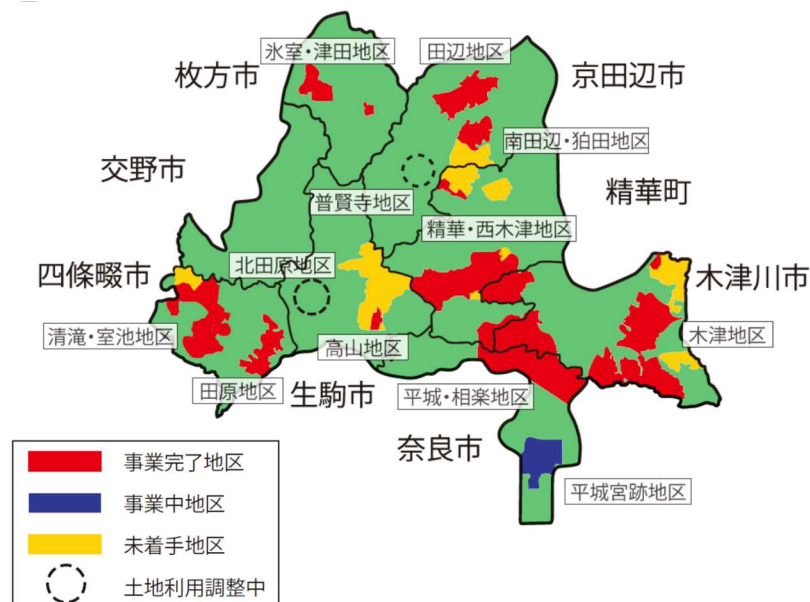 氷室・津田地区
田辺地区
枚方市
京田辺市
南田辺・狛田地区
交野市
普賢寺地区
精華町
精華・西木津地区
四條畷市
北田原地区
木津川市
清滝・室池地区
高山地区
木津地区
田原地区
生駒市
平城・相楽地区
奈良市
平城宮跡地区
事業完了地区
事業中地区
未着手地区
土地利用調整中